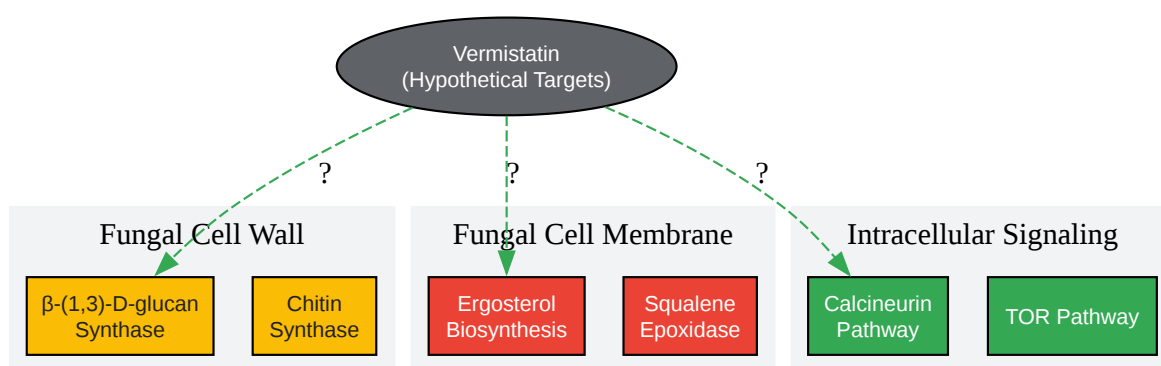 Vermistatin
(Hypothetical Targets)
?
?
?
Fungal Cell Wall
Fungal Cell Membrane
Intracellular Signaling
β-(1,3)-D-glucan
Synthase
Chitin
Synthase
Ergosterol
Biosynthesis
Squalene
Epoxidase
Calcineurin
Pathway
TOR Pathway